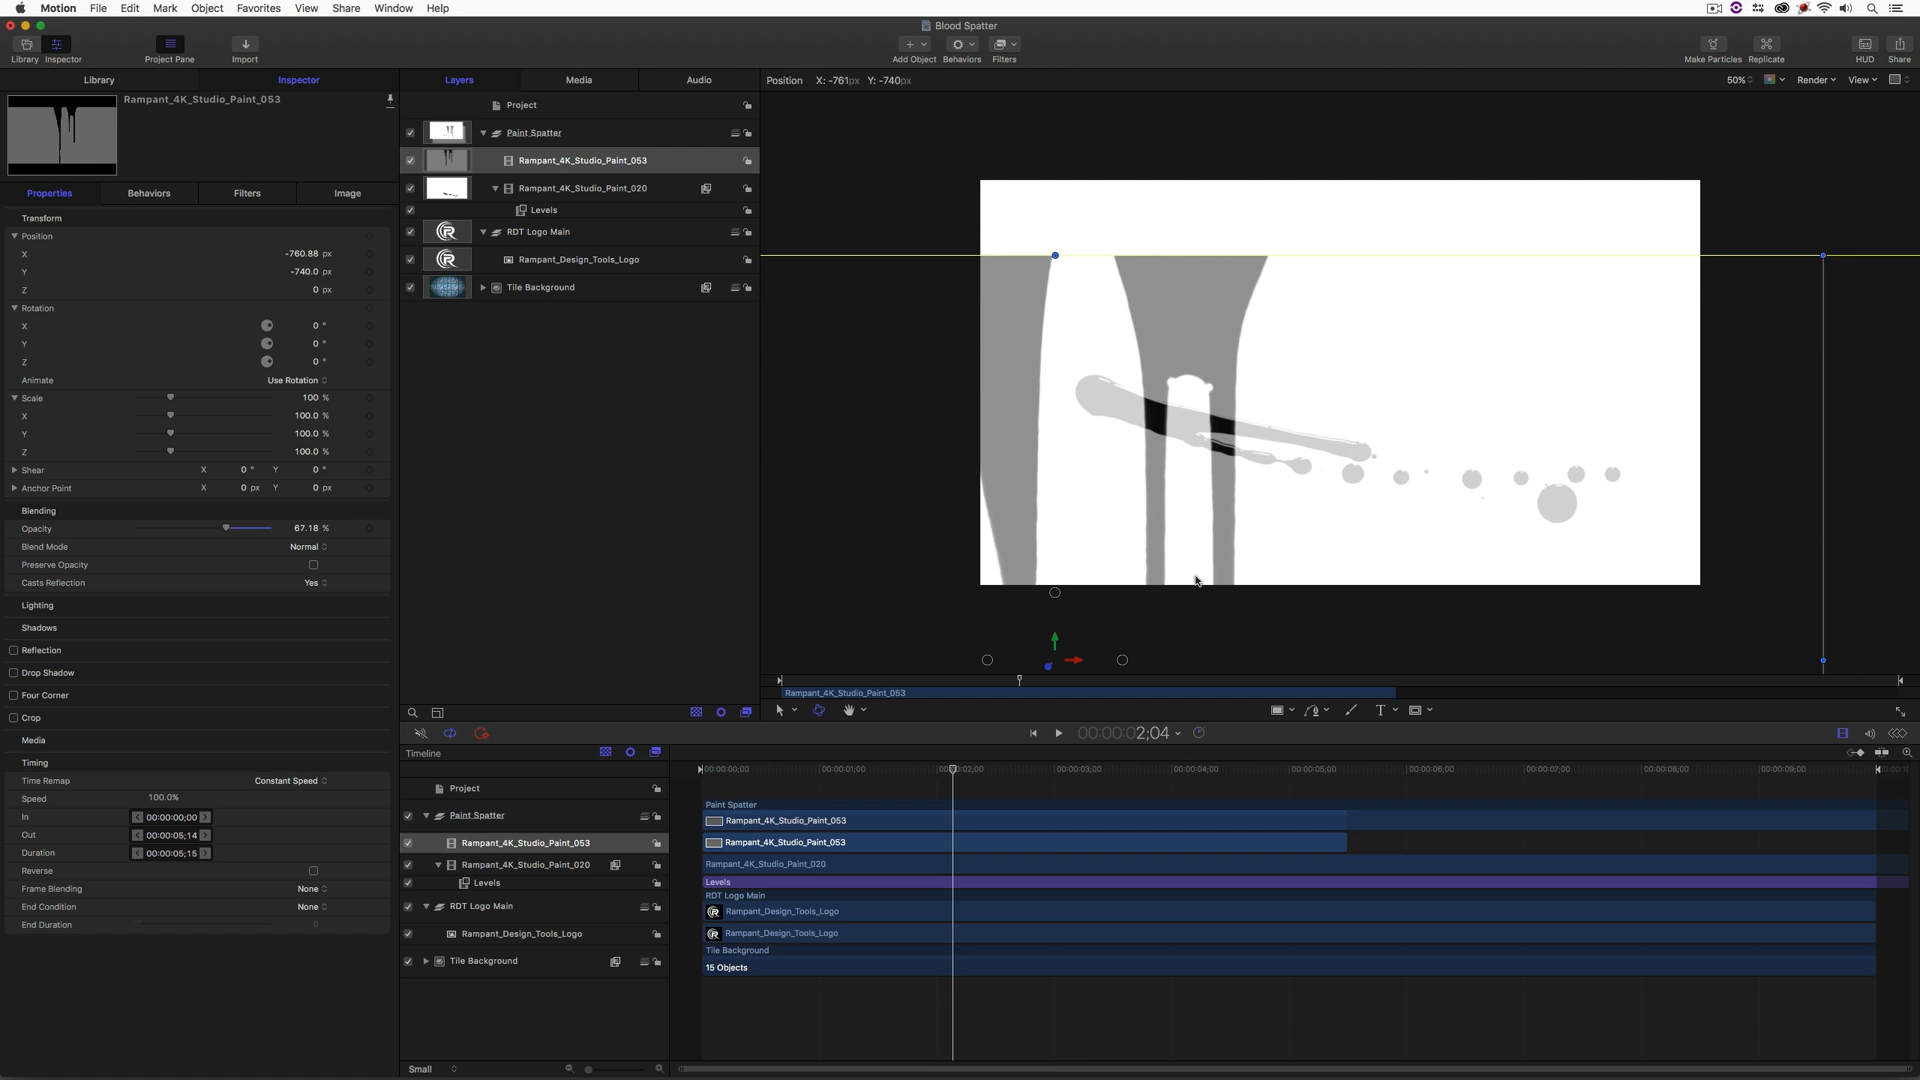 Motion File Edit Mark Object Favorites View Share Window Help
Blood Spatter
Library Inspector Project Pane Import Add Object Behaviors Filters Make Particles Replicate HUD Share
Library Inspector Layers Media Audio Position X: -761px Y: -740px 50% Render View
Rampant_4K_Studio_Paint_053
Properties Behaviors Filters Image
Transform
Position
X -760.88 px
Y -740.0 px
Z 0 px
Rotation
X 0 °
Y 0 °
Z 0 °
Animate Use Rotation
Scale 100 %
X 100.0 %
Y 100.0 %
Z 100.0 %
Shear X 0 ° Y 0 °
Anchor Point X 0 px Y 0 px
Blending
Opacity 67.18 %
Blend Mode Normal
Preserve Opacity
Casts Reflection Yes
Lighting
Shadows
Reflection
Drop Shadow
Four Corner
Crop
Media
Timing
Time Remap Constant Speed
Speed 100.0%
In 00:00:00;00
Out 00:00:05;14
Duration 00:00:05;15
Reverse
Frame Blending None
End Condition None
End Duration 0
Project
Paint Spatter
Rampant_4K_Studio_Paint_053
Rampant_4K_Studio_Paint_020
Levels
RDT Logo Main
Rampant_Design_Tools_Logo
Tile Background
Rampant_4K_Studio_Paint_053
T
00:00:02;04
Timeline
00:00:00;00 00:00:01;00 00:00:02;00 00:00:03;00 00:00:04;00 00:00:05;00 00:00:06;00 00:00:07;00 00:00:08;00 00:00:09;00
Project
Paint Spatter
Rampant_4K_Studio_Paint_053
Rampant_4K_Studio_Paint_020
Levels
RDT Logo Main
Rampant_Design_Tools_Logo
Tile Background
Paint Spatter
Rampant_4K_Studio_Paint_053
Rampant_4K_Studio_Paint_053
Rampant_4K_Studio_Paint_020
Levels
RDT Logo Main
Rampant_Design_Tools_Logo
Rampant_Design_Tools_Logo
Tile Background
15 Objects
Small